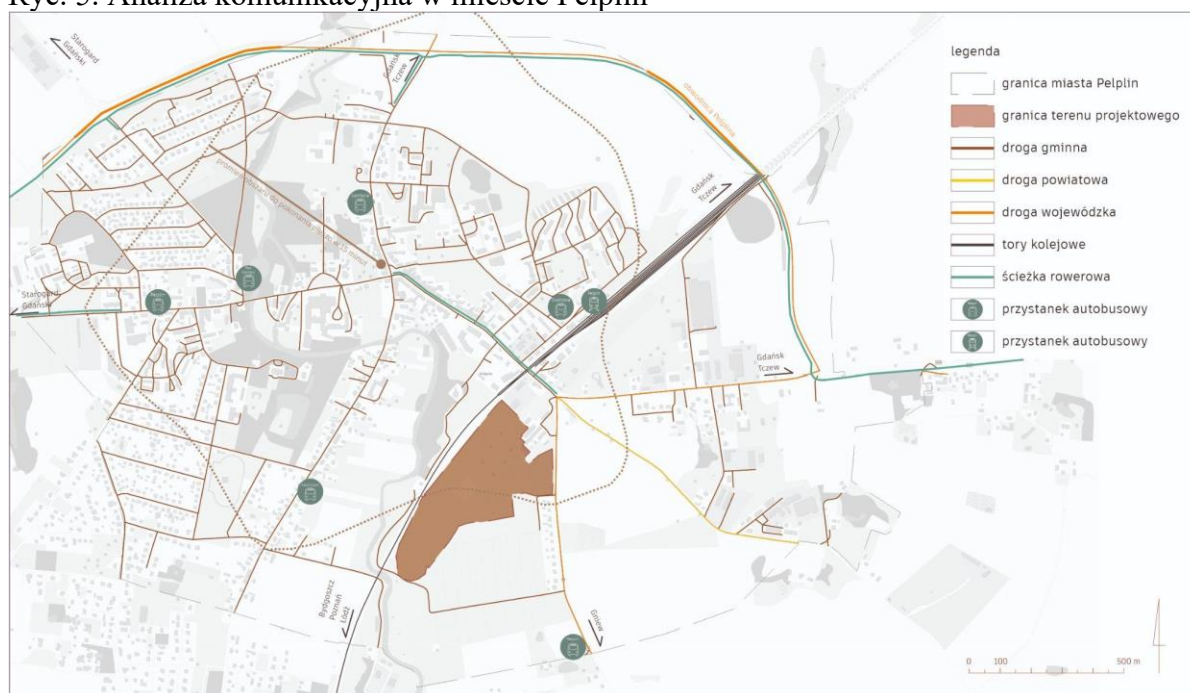 Ryc. 5. Analiza komunikacyjna w mieście Pelplin
Starogard
Gdański
Gdańsk
Tczew
obwodnica Pelplina
Gdańsk
Tczew
Starogard
Gdański
Gdańsk
Tczew
Bydgoszcz
Poznań
Łódź
Gniew
legenda
granica miasta Pelplin
granica terenu projektowego
droga gminna
droga powiatowa
droga wojewódzka
tory kolejowe
ścieżka rowerowa
przystanek autobusowy
przystanek autobusowy
0 100 500 m